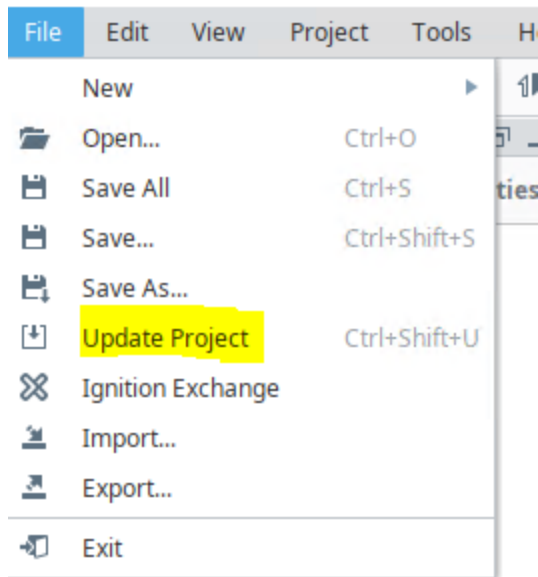 File Edit View Project Tools
New
Open... Ctrl+O
Save All Ctrl+S
Save... Ctrl+Shift+S
Save As...
Update Project Ctrl+Shift+U
Ignition Exchange
Import...
Export...
Exit